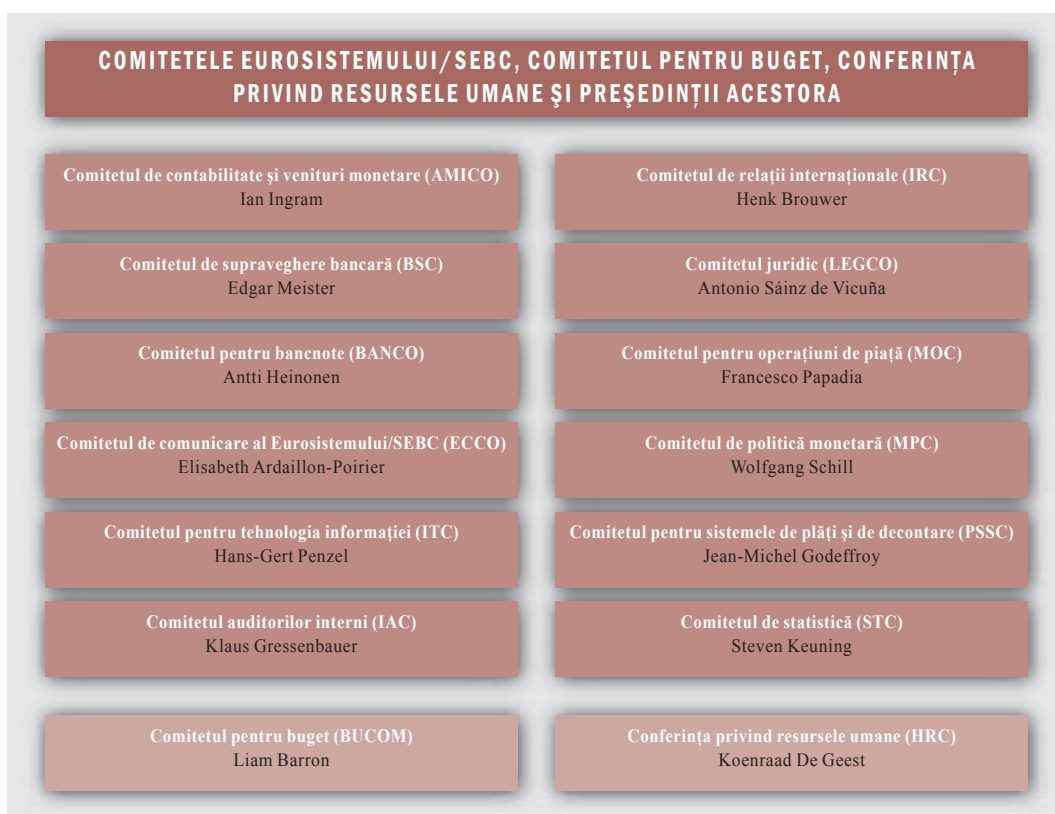 COMITETELE EUROSISTEMULUI/SEBC, COMITETUL PENTRU BUGET, CONFERINȚA
PRIVIND RESURSELE UMANE ŞI PREŞEDINȚII ACESTORA
Comitetul de contabilitate și venituri monetare (AMICO)
Ian Ingram
Comitetul de supraveghere bancară (BSC)
Edgar Meister
Comitetul pentru bancnote (BANCO)
Antti Heinonen
Comitetul de comunicare al Eurosistemului/SEBC (ECCO)
Elisabeth Ardaillon-Poirier
Comitetul pentru tehnologia informației (ITC)
Hans-Gert Penzel
Comitetul auditorilor interni (IAC)
Klaus Gressenbauer
Comitetul pentru buget (BUCOM)
Liam Barron
Comitetul de relații internaționale (IRC)
Henk Brouwer
Comitetul juridic (LEGCO)
Antonio Sáinz de Vicuña
Comitetul pentru operațiuni de piață (MOC)
Francesco Papadia
Comitetul de politică monetară (MPC)
Wolfgang Schill
Comitetul pentru sistemele de plăți și de decontare (PSSC)
Jean-Michel Godeffroy
Comitetul de statistică (STC)
Steven Keuning
Conferința privind resursele umane (HRC)
Koenraad De Geest